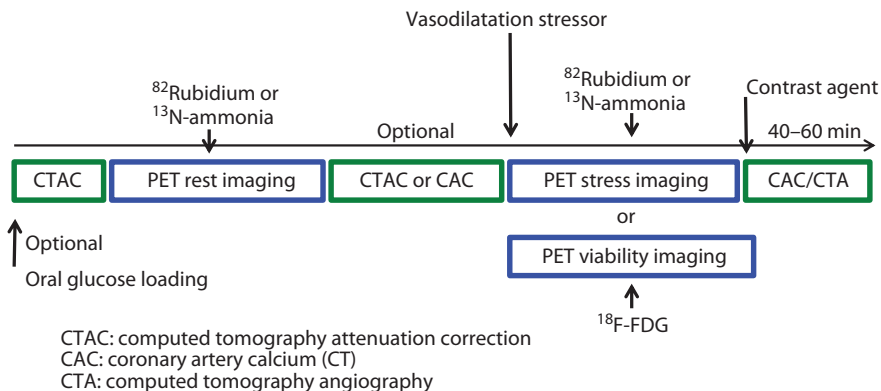 Vasodilatation stressor
⁸²Rubidium or
¹³N-ammonia
Optional
⁸²Rubidium or
¹³N-ammonia
Contrast agent
40–60 min
CTAC
PET rest imaging
CTAC or CAC
PET stress imaging
CAC/CTA
or
PET viability imaging
Optional
Oral glucose loading
¹⁸F-FDG
CTAC: computed tomography attenuation correction
CAC: coronary artery calcium (CT)
CTA: computed tomography angiography